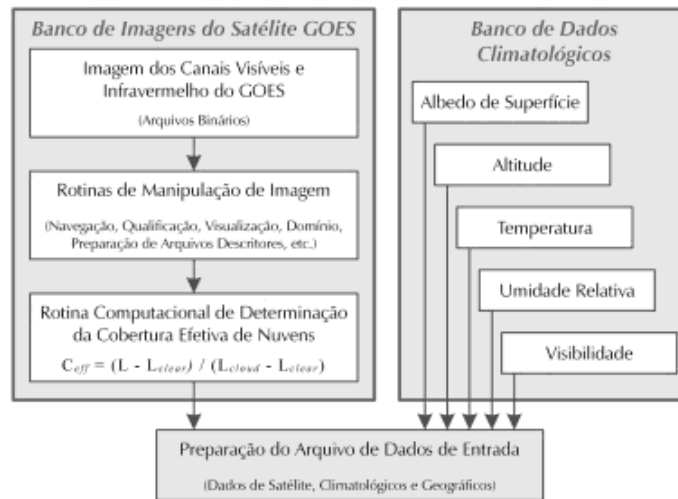 Banco de Imagens do Satélite GOES
Imagem dos Canais Visíveis e
Infravermelho do GOES
(Arquivos Binários)
Rotinas de Manipulação de Imagem
(Navegação, Qualificação, Visualização, Domínio,
Preparação de Arquivos Descritores, etc.)
Rotina Computacional de Determinação
da Cobertura Efetiva de Nuvens
Ceff = (L - Lclear) / (Lcloud - Lclear)
Banco de Dados
Climatológicos
Albedo de Superfície
Altitude
Temperatura
Umidade Relativa
Visibilidade
Preparação do Arquivo de Dados de Entrada
(Dados de Satélite, Climatológicos e Geográficos)